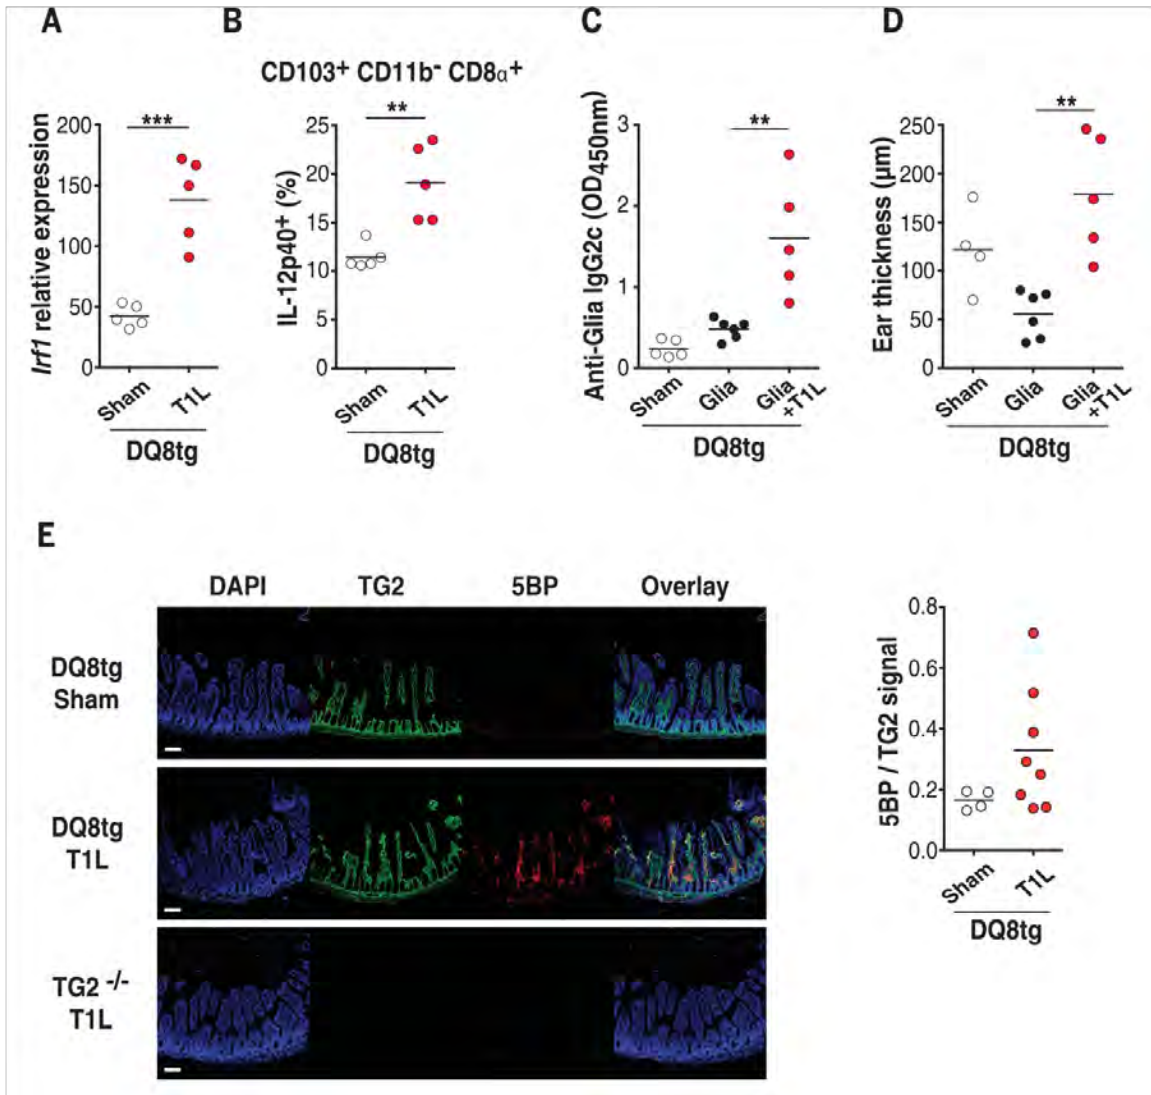 A
B
C
D
CD103+ CD11b- CD8α+
***
**
**
**
Irf1 relative expression
200
150
100
50
0
Sham
T1L
DQ8tg
IL-12p40+ (%)
25
20
15
10
5
0
Sham
T1L
DQ8tg
Anti-Glia IgG2c (OD450nm)
3
2
1
0
Sham
Glia
Glia
+T1L
DQ8tg
Ear thickness (µm)
250
200
150
100
50
0
Sham
Glia
Glia
+T1L
DQ8tg
E
DAPI
TG2
5BP
Overlay
DQ8tg
Sham
DQ8tg
T1L
TG2 -/-
T1L
5BP / TG2 signal
0.8
0.6
0.4
0.2
0.0
Sham
T1L
DQ8tg